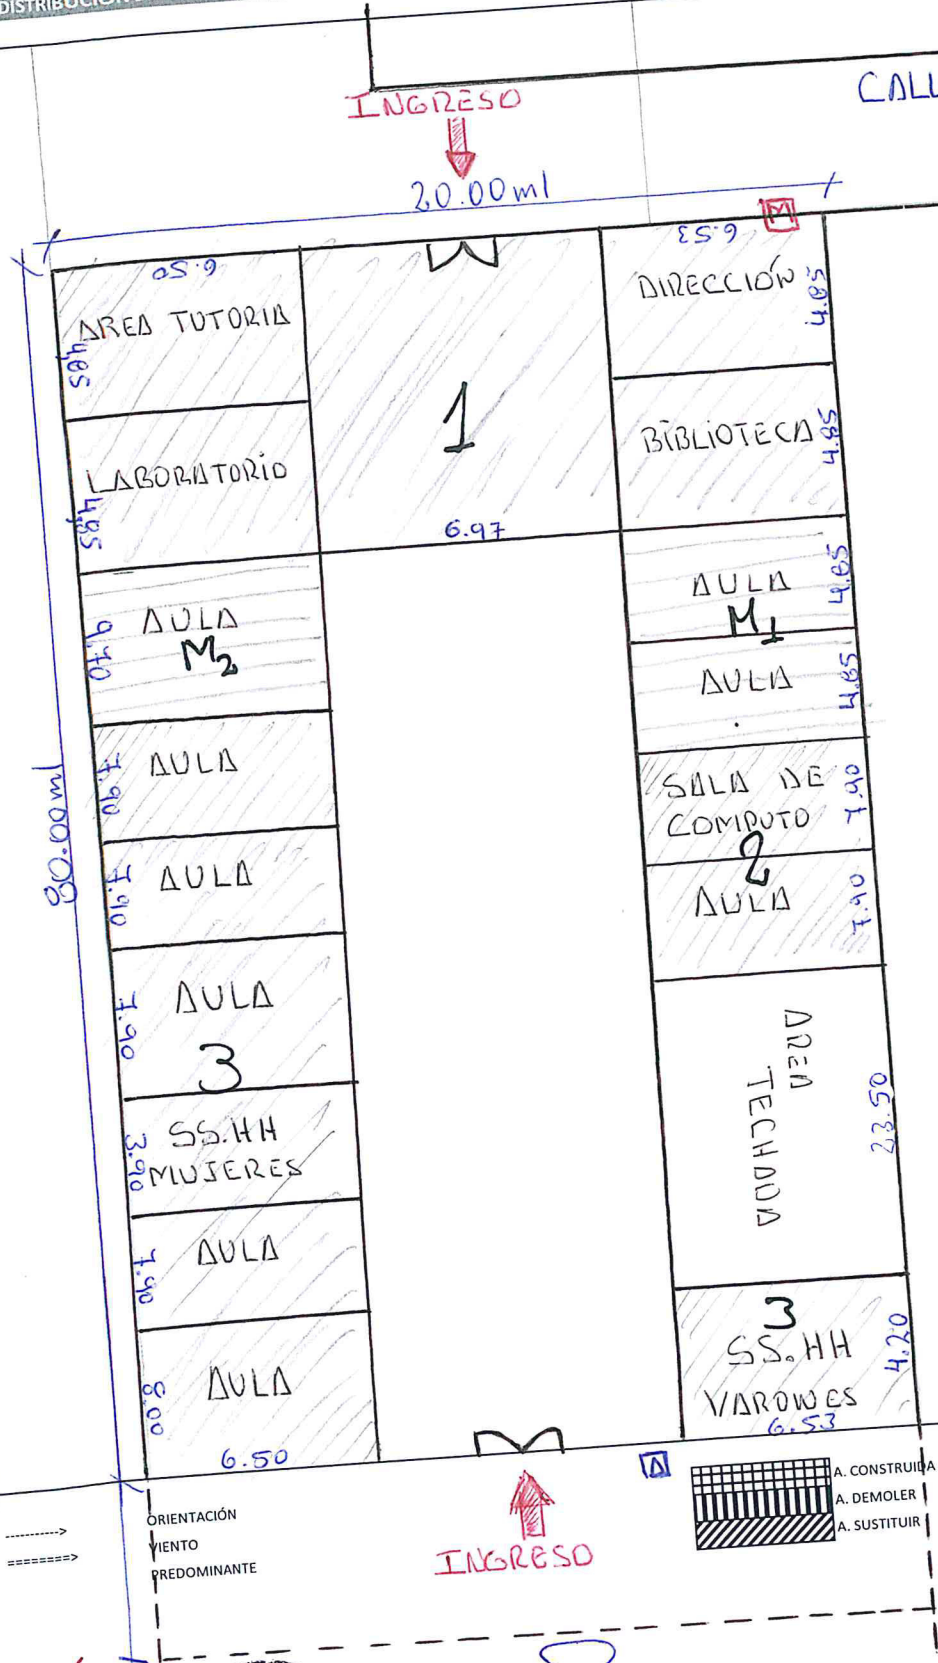 INGRESO
CALL
20.00 ml
M
6.50
6.53
AREA TUTORIA
4.85
1
DIRECCIÓN
4.85
LABORATORIO
4.85
BIBLIOTECA
4.85
6.97
AULA
M2
9.70
AULA
M1
4.85
AULA
4.85
AULA
7.90
SALA DE
COMPUTO
7.90
2
80.00 ml
AULA
7.90
AULA
7.90
AULA
7.90
3
AREA
TECHADA
23.50
SS.HH
MUJERES
3.90
AULA
7.90
3
SS.HH
VARONES
4.20
6.53
AULA
8.00
6.50
A
INGRESO
ORIENTACIÓN
VIENTO
PREDOMINANTE
A. CONSTRUIDA
A. DEMOLER
A. SUSTITUIR